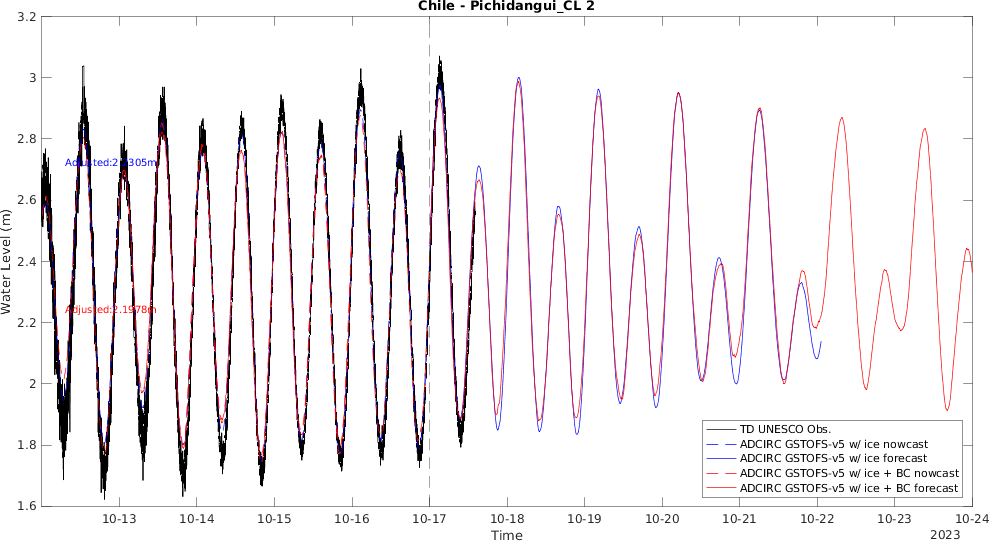 Chile - Pichidangui_CL 2
Water Level (m)
3.2
3
2.8
2.6
2.4
2.2
2
1.8
1.6
Adjusted:2.1978m
10-13
10-14
10-15
10-16
10-17
10-18
10-19
10-20
10-21
10-22
10-23
10-24
Time
2023
TD UNESCO Obs.
ADCIRC GSTOFS-v5 w/ ice nowcast
ADCIRC GSTOFS-v5 w/ ice forecast
ADCIRC GSTOFS-v5 w/ ice + BC nowcast
ADCIRC GSTOFS-v5 w/ ice + BC forecast